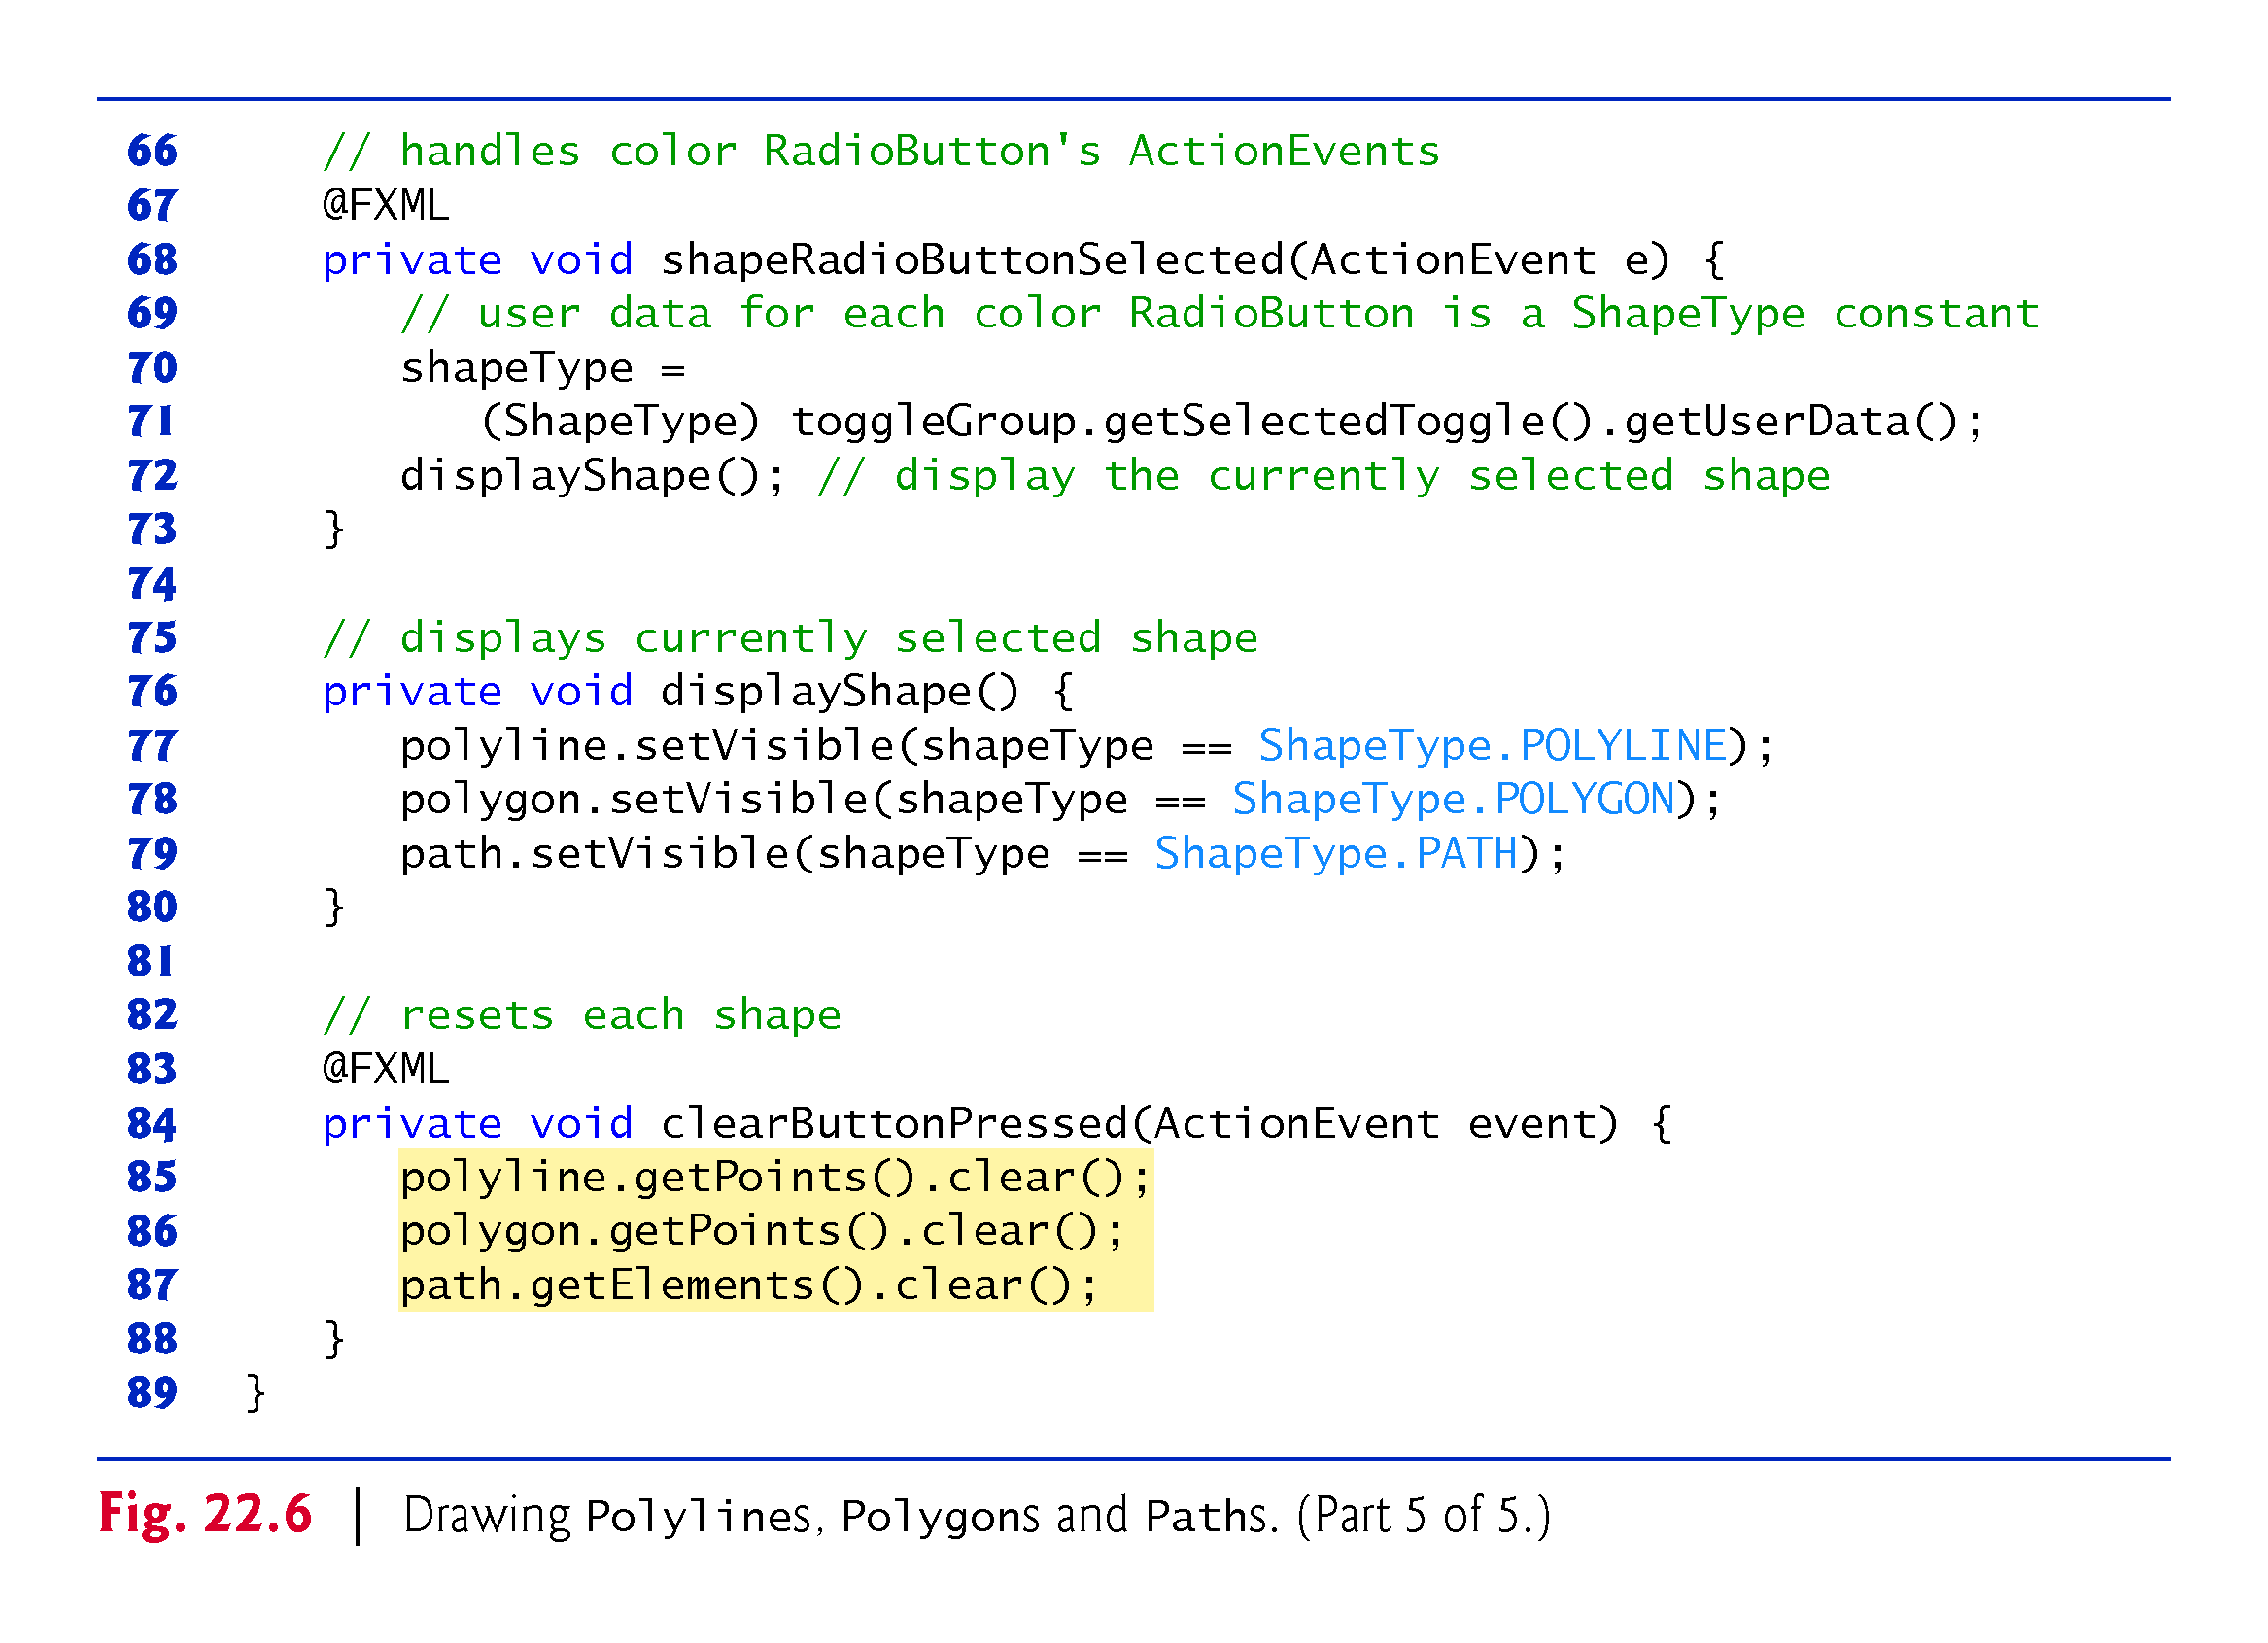 66 // handles color RadioButton's ActionEvents
67 @FXML
68 private void shapeRadioButtonSelected(ActionEvent e) {
69 // user data for each color RadioButton is a ShapeType constant
70 shapeType =
71 (ShapeType) toggleGroup.getSelectedToggle().getUserData();
72 displayShape(); // display the currently selected shape
73 }
74
75 // displays currently selected shape
76 private void displayShape() {
77 polyline.setVisible(shapeType == ShapeType.POLYLINE);
78 polygon.setVisible(shapeType == ShapeType.POLYGON);
79 path.setVisible(shapeType == ShapeType.PATH);
80 }
81
82 // resets each shape
83 @FXML
84 private void clearButtonPressed(ActionEvent event) {
85 polyline.getPoints().clear();
86 polygon.getPoints().clear();
87 path.getElements().clear();
88 }
89 }
Fig. 22.6 | Drawing Polylines, Polygons and Paths. (Part 5 of 5.)